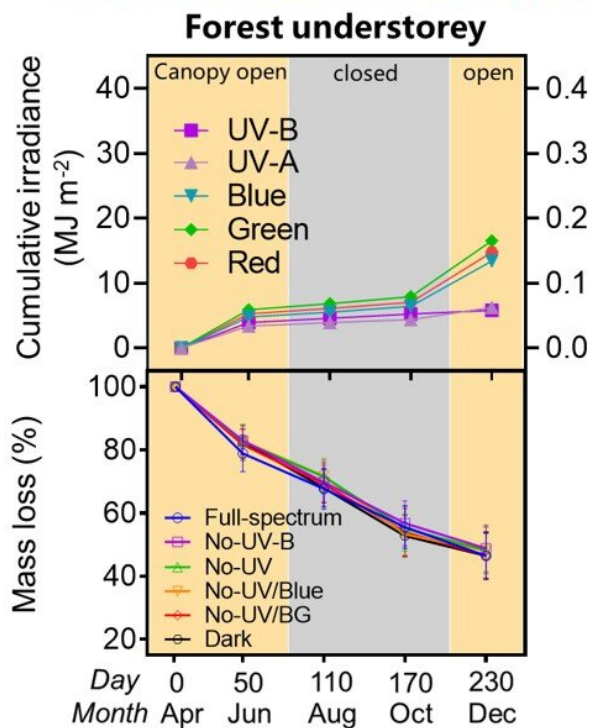 Forest understorey
Canopy open closed open
40 0.4
30 0.3
20 0.2
10 0.1
0 0.0
UV-B
UV-A
Blue
Green
Red
Cumulative irradiance
(MJ m⁻²)
100
80
60
40
20
Mass loss (%)
Full-spectrum
No-UV-B
No-UV
No-UV/Blue
No-UV/BG
Dark
Day 0 50 110 170 230
Month Apr Jun Aug Oct Dec